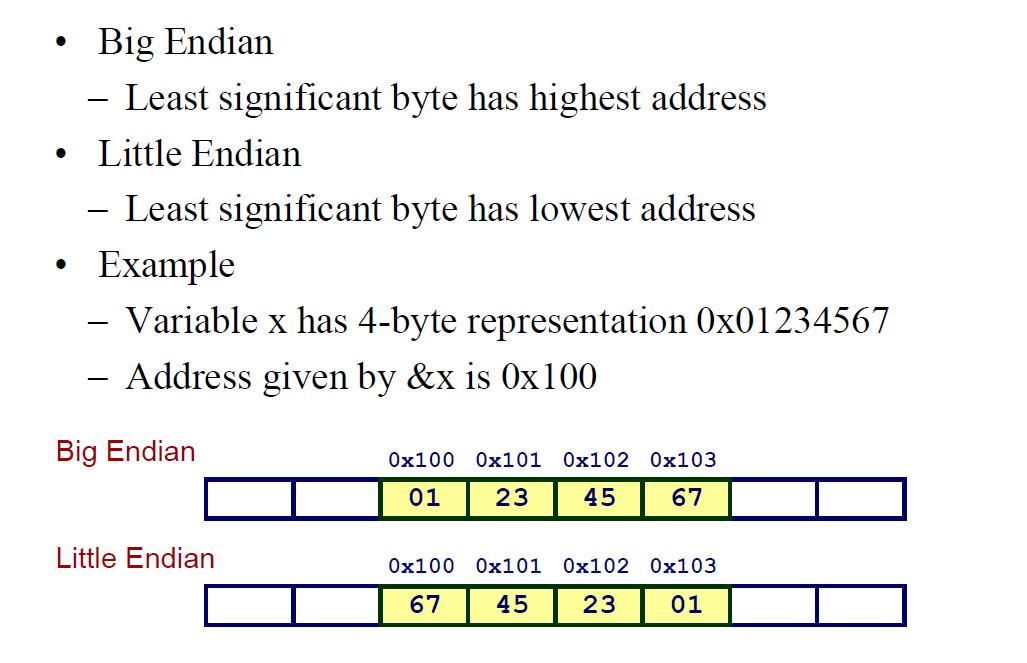 • Big Endian
– Least significant byte has highest address
• Little Endian
– Least significant byte has lowest address
• Example
– Variable x has 4-byte representation 0x01234567
– Address given by &x is 0x100
Big Endian
0x100 0x101 0x102 0x103
01 23 45 67
Little Endian
0x100 0x101 0x102 0x103
67 45 23 01